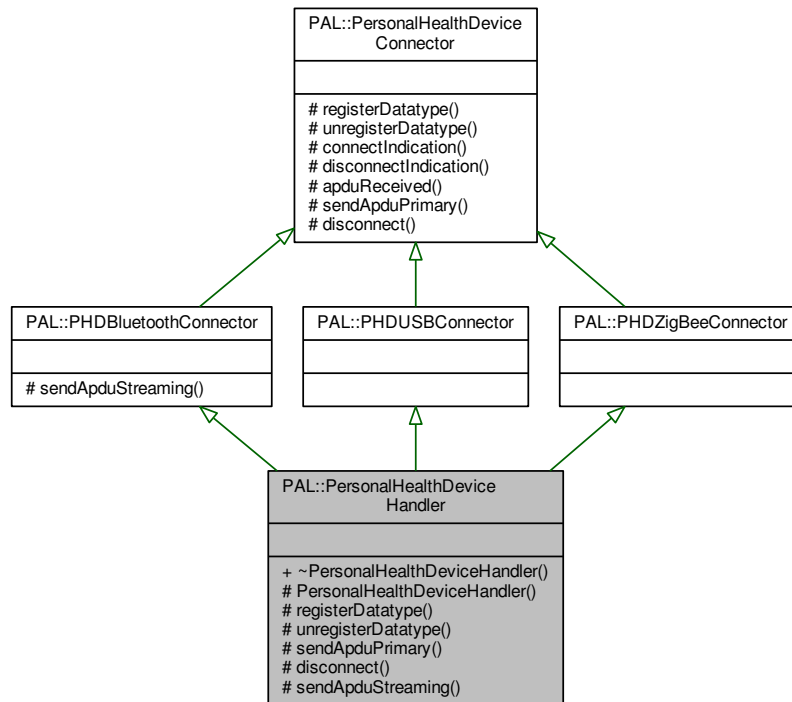 PAL::PersonalHealthDevice
Connector
# registerDatatype()
# unregisterDatatype()
# connectIndication()
# disconnectIndication()
# apduReceived()
# sendApduPrimary()
# disconnect()
PAL::PHDBluetoothConnector
# sendApduStreaming()
PAL::PHDUSBConnector
PAL::PHDZigBeeConnector
PAL::PersonalHealthDevice
Handler
+ ~PersonalHealthDeviceHandler()
# PersonalHealthDeviceHandler()
# registerDatatype()
# unregisterDatatype()
# sendApduPrimary()
# disconnect()
# sendApduStreaming()